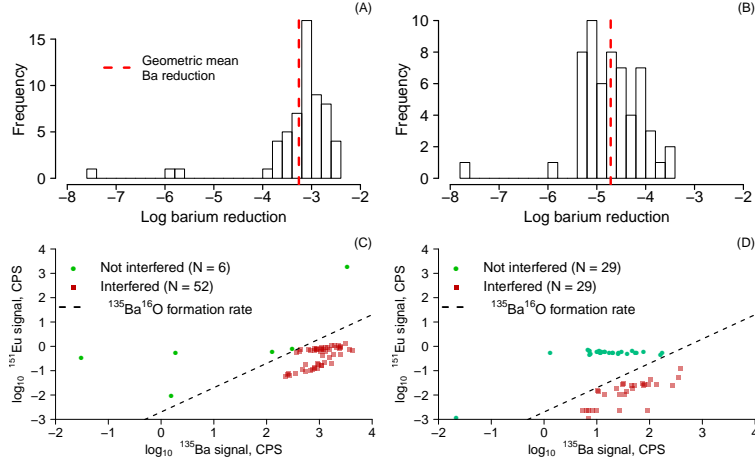 (A)
15
10
5
0
Frequency
Geometric mean
Ba reduction
−8 −7 −6 −5 −4 −3 −2
Log barium reduction
(B)
10
8
6
4
2
0
Frequency
−8 −7 −6 −5 −4 −3 −2
Log barium reduction
(C)
4
3
2
1
0
−1
−2
−3
log₁₀ ¹⁵¹Eu signal, CPS
Not interfered (N = 6)
Interfered (N = 52)
¹³⁵Ba¹⁶O formation rate
−2 −1 0 1 2 3 4
log₁₀ ¹³⁵Ba signal, CPS
(D)
4
3
2
1
0
−1
−2
−3
log₁₀ ¹⁵¹Eu signal, CPS
Not interfered (N = 29)
Interfered (N = 29)
¹³⁵Ba¹⁶O formation rate
−2 −1 0 1 2 3 4
log₁₀ ¹³⁵Ba signal, CPS